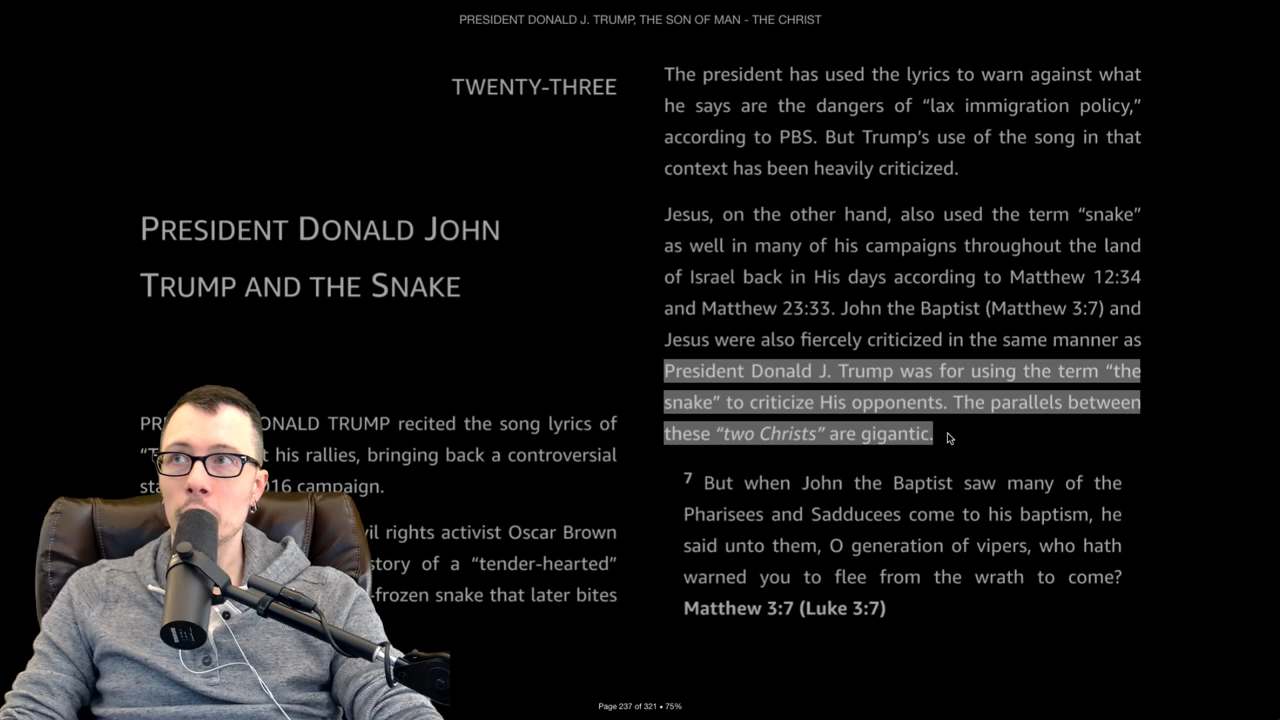 PRESIDENT DONALD J. TRUMP, THE SON OF MAN - THE CHRIST
TWENTY-THREE
PRESIDENT DONALD JOHN
TRUMP AND THE SNAKE
ONALD TRUMP recited the song lyrics of
his rallies, bringing back a controversial
16 campaign.
vil rights activist Oscar Brown
story of a “tender-hearted”
-frozen snake that later bites
The president has used the lyrics to warn against what
he says are the dangers of “lax immigration policy,”
according to PBS. But Trump’s use of the song in that
context has been heavily criticized.
Jesus, on the other hand, also used the term “snake”
as well in many of his campaigns throughout the land
of Israel back in His days according to Matthew 12:34
and Matthew 23:33. John the Baptist (Matthew 3:7) and
Jesus were also fiercely criticized in the same manner as
President Donald J. Trump was for using the term “the
snake” to criticize His opponents. The parallels between
these “two Christs” are gigantic.
7 But when John the Baptist saw many of the
Pharisees and Sadducees come to his baptism, he
said unto them, O generation of vipers, who hath
warned you to flee from the wrath to come?
Matthew 3:7 (Luke 3:7)
Page 237 of 321 • 75%